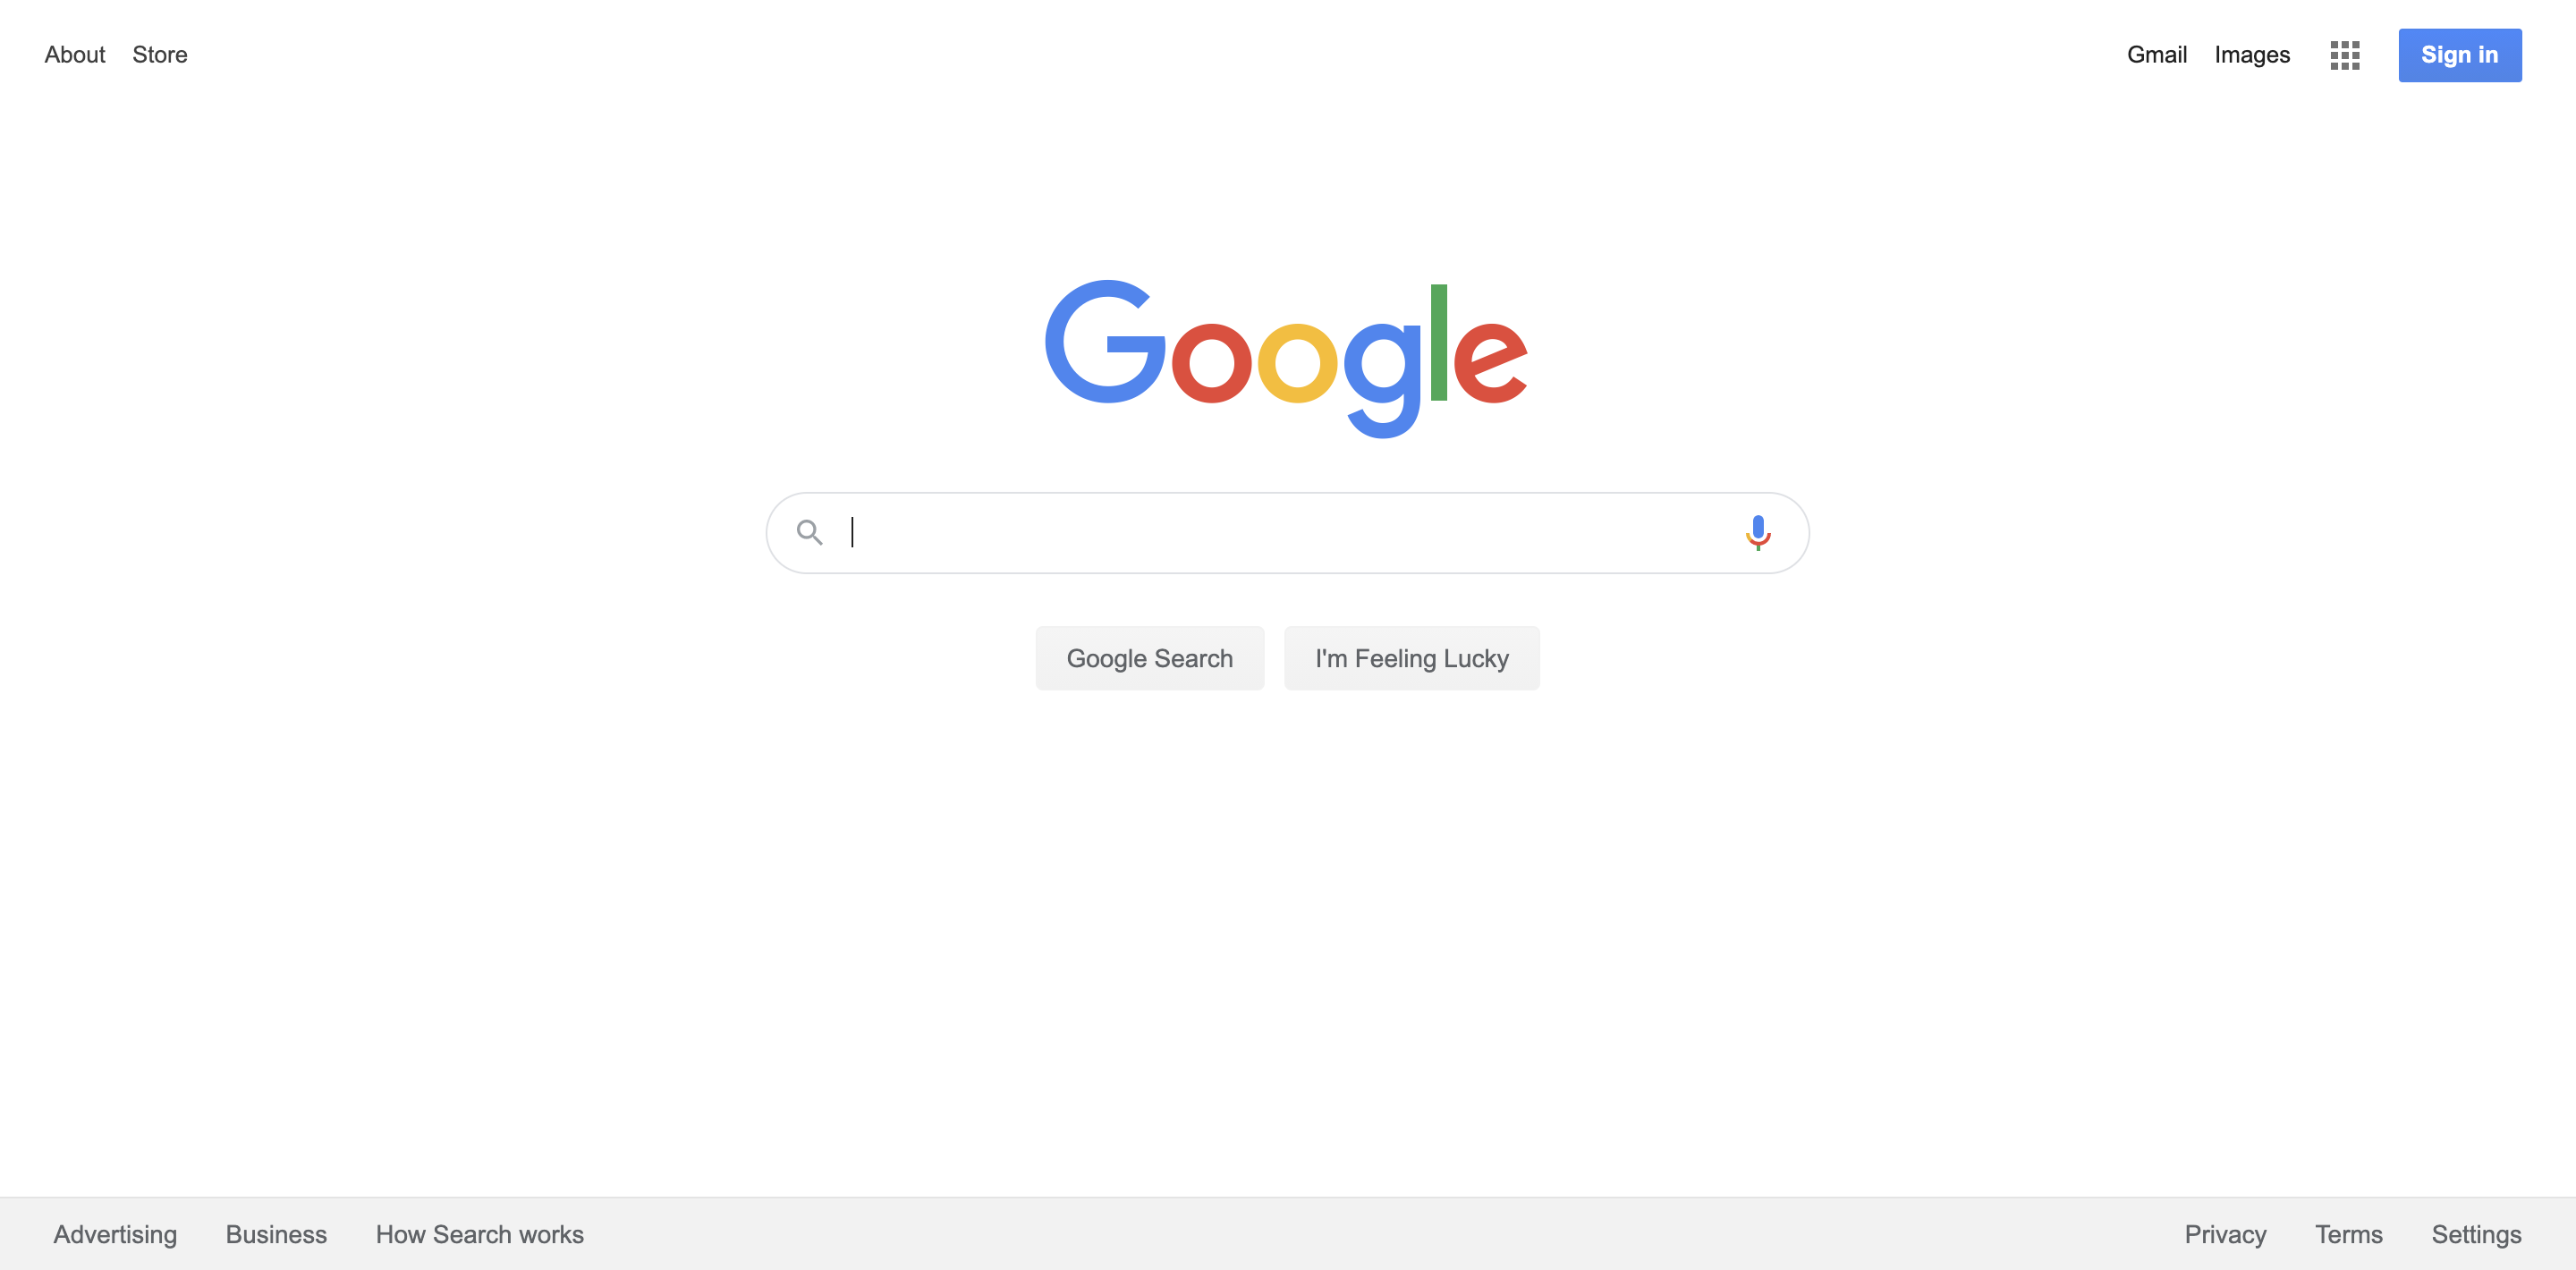 About Store Gmail Images Sign in
Google
Google Search I'm Feeling Lucky
Advertising Business How Search works Privacy Terms Settings